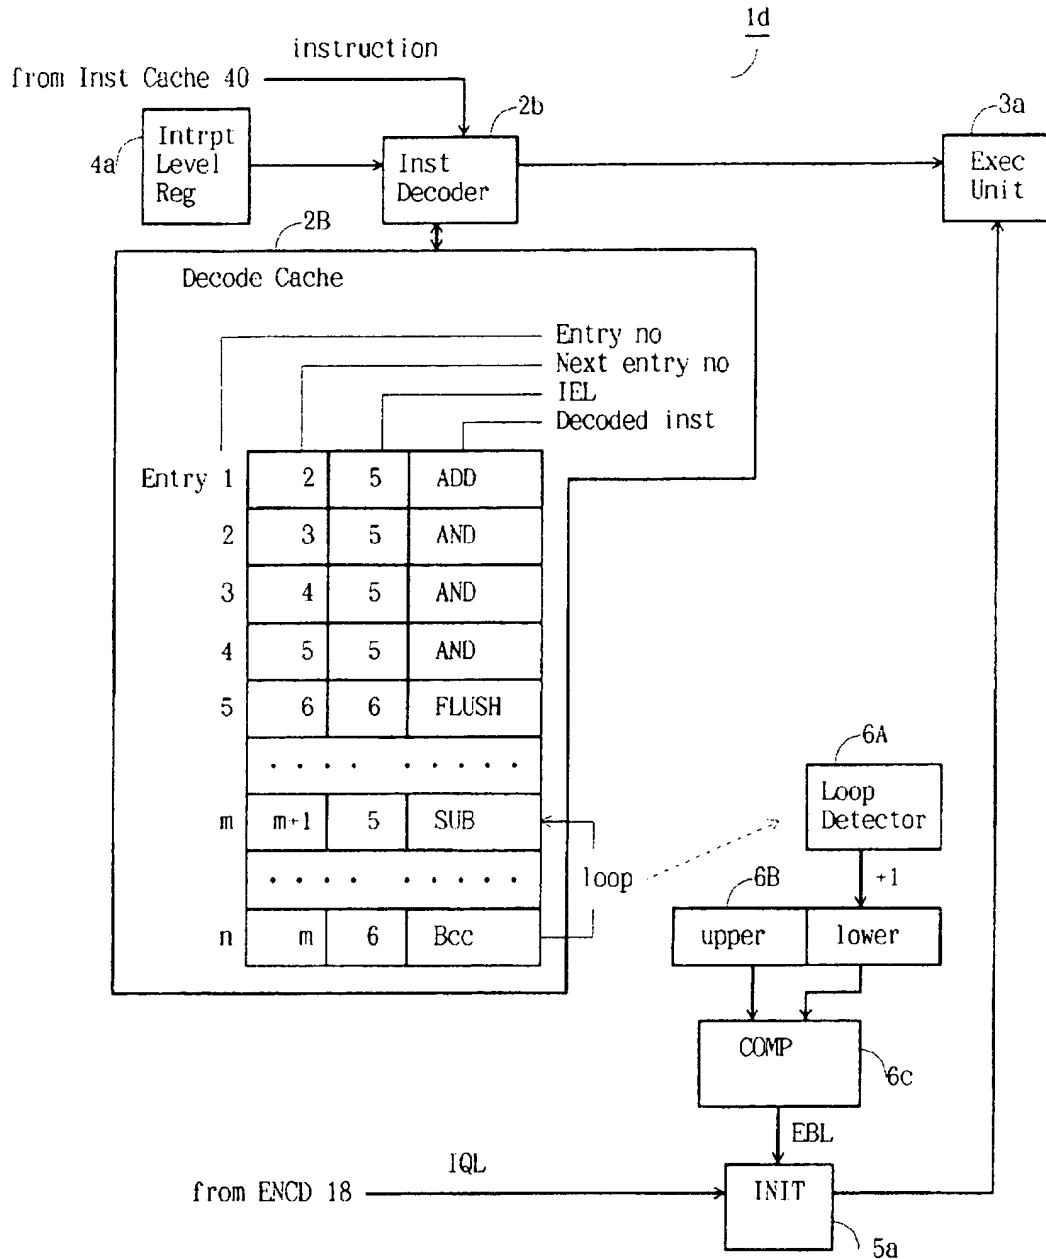 1d
instruction
from Inst Cache 40
2b
3a
4a
Intrpt
Level
Reg
Inst
Decoder
Exec
Unit
2B
Decode Cache
Entry no
Next entry no
IEL
Decoded inst
Entry 1 2 5 ADD
2 3 5 AND
3 4 5 AND
4 5 5 AND
5 6 6 FLUSH
. . . . . . . . .
m m+1 5 SUB
. . . . . . . . .
n m 6 Bcc
loop
6A
Loop
Detector
+1
6B
upper lower
COMP
6c
EBL
IQL
from ENCD 18
INIT
5a